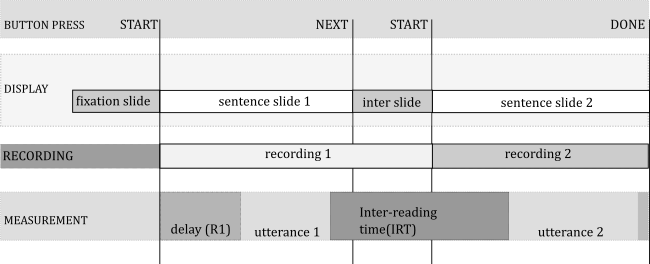 BUTTON PRESS START NEXT START DONE
DISPLAY
fixation slide sentence slide 1 inter slide sentence slide 2
RECORDING recording 1 recording 2
MEASUREMENT delay (R1) utterance 1 Inter-reading
time(IRT) utterance 2